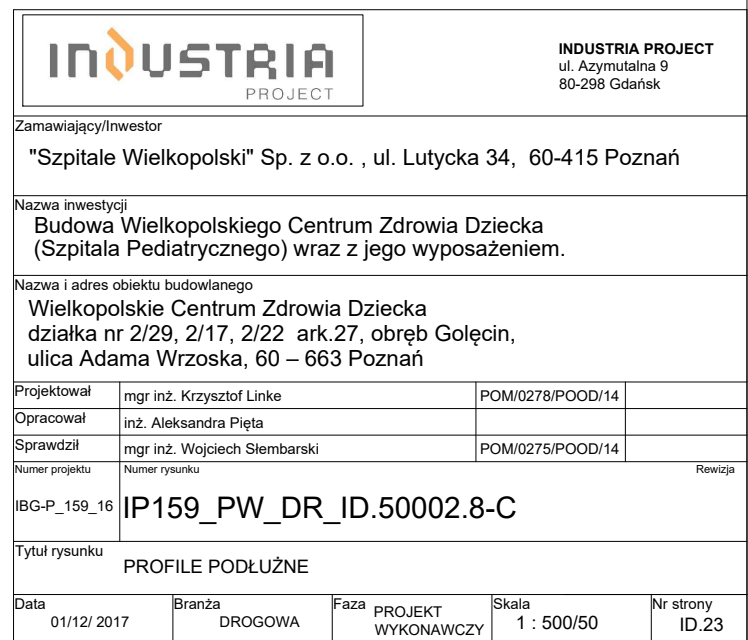 INDUSTRIA
PROJECT
INDUSTRIA PROJECT
ul. Azymutalna 9
80-298 Gdańsk
Zamawiający/Inwestor
"Szpitale Wielkopolski" Sp. z o.o. , ul. Lutycka 34, 60-415 Poznań
Nazwa inwestycji
Budowa Wielkopolskiego Centrum Zdrowia Dziecka
(Szpitala Pediatrycznego) wraz z jego wyposażeniem.
Nazwa i adres obiektu budowlanego
Wielkopolskie Centrum Zdrowia Dziecka
działka nr 2/29, 2/17, 2/22 ark.27, obręb Golęcin,
ulica Adama Wrzoska, 60 – 663 Poznań
Projektował mgr inż. Krzysztof Linke POM/0278/POOD/14
Opracował inż. Aleksandra Pięta
Sprawdził mgr inż. Wojciech Słembarski POM/0275/POOD/14
Numer projektu Numer rysunku Rewizja
IBG-P_159_16 IP159_PW_DR_ID.50002.8-C
Tytuł rysunku
PROFILE PODŁUŻNE
Data Branża Faza Skala Nr strony
01/12/ 2017 DROGOWA PROJEKT 1 : 500/50 ID.23
WYKONAWCZY